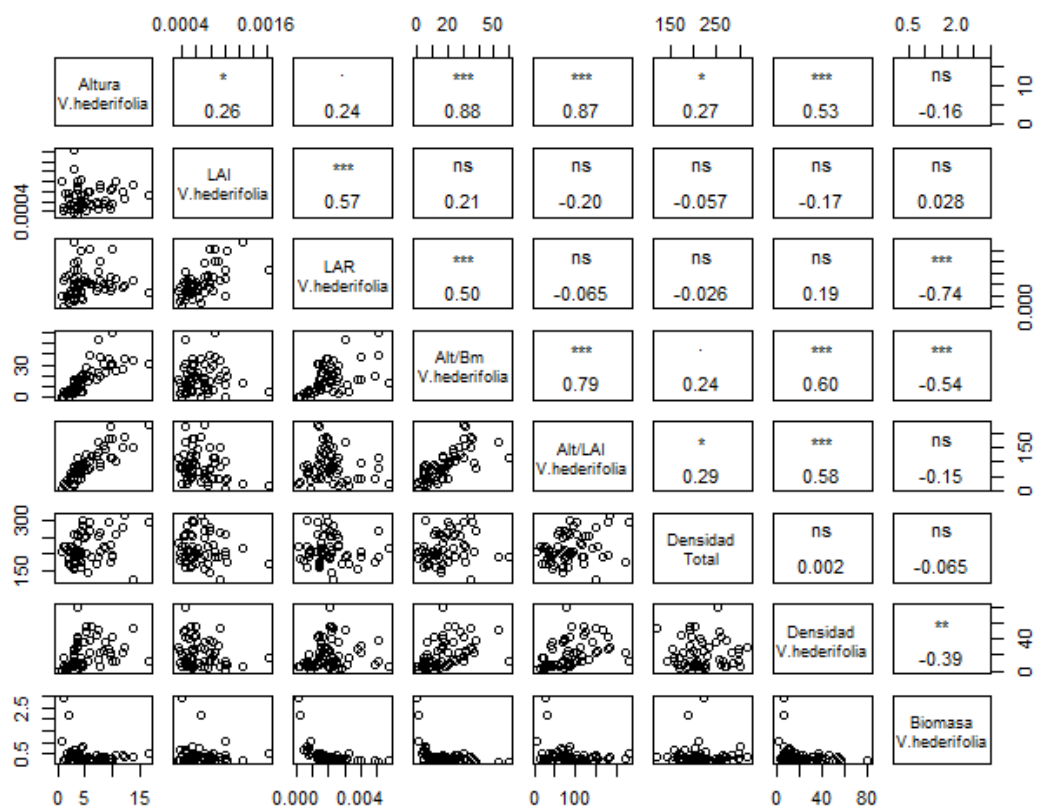 0.0004 0.0016 0 20 50 150 250 0.5 2.0
Altura
V.hederifolia
* . *** *** * *** ns
0.26 0.24 0.88 0.87 0.27 0.53 -0.16
0 10
0.0004
LAI
V.hederifolia
*** ns ns ns ns ns
0.57 0.21 -0.20 -0.057 -0.17 0.028
LAR
V.hederifolia
*** ns ns ns ***
0.50 -0.065 -0.026 0.19 -0.74
0.000
0 30
Alt/Bm
V.hederifolia
*** . *** ***
0.79 0.24 0.60 -0.54
Alt/LAI
V.hederifolia
* *** ns
0.29 0.58 -0.15
0 150
150 300
Densidad
Total
ns ns
0.002 -0.065
Densidad
V.hederifolia
**
-0.39
0 40
0.5 2.5
Biomasa
V.hederifolia
0 5 15 0.000 0.004 0 100 0 40 80